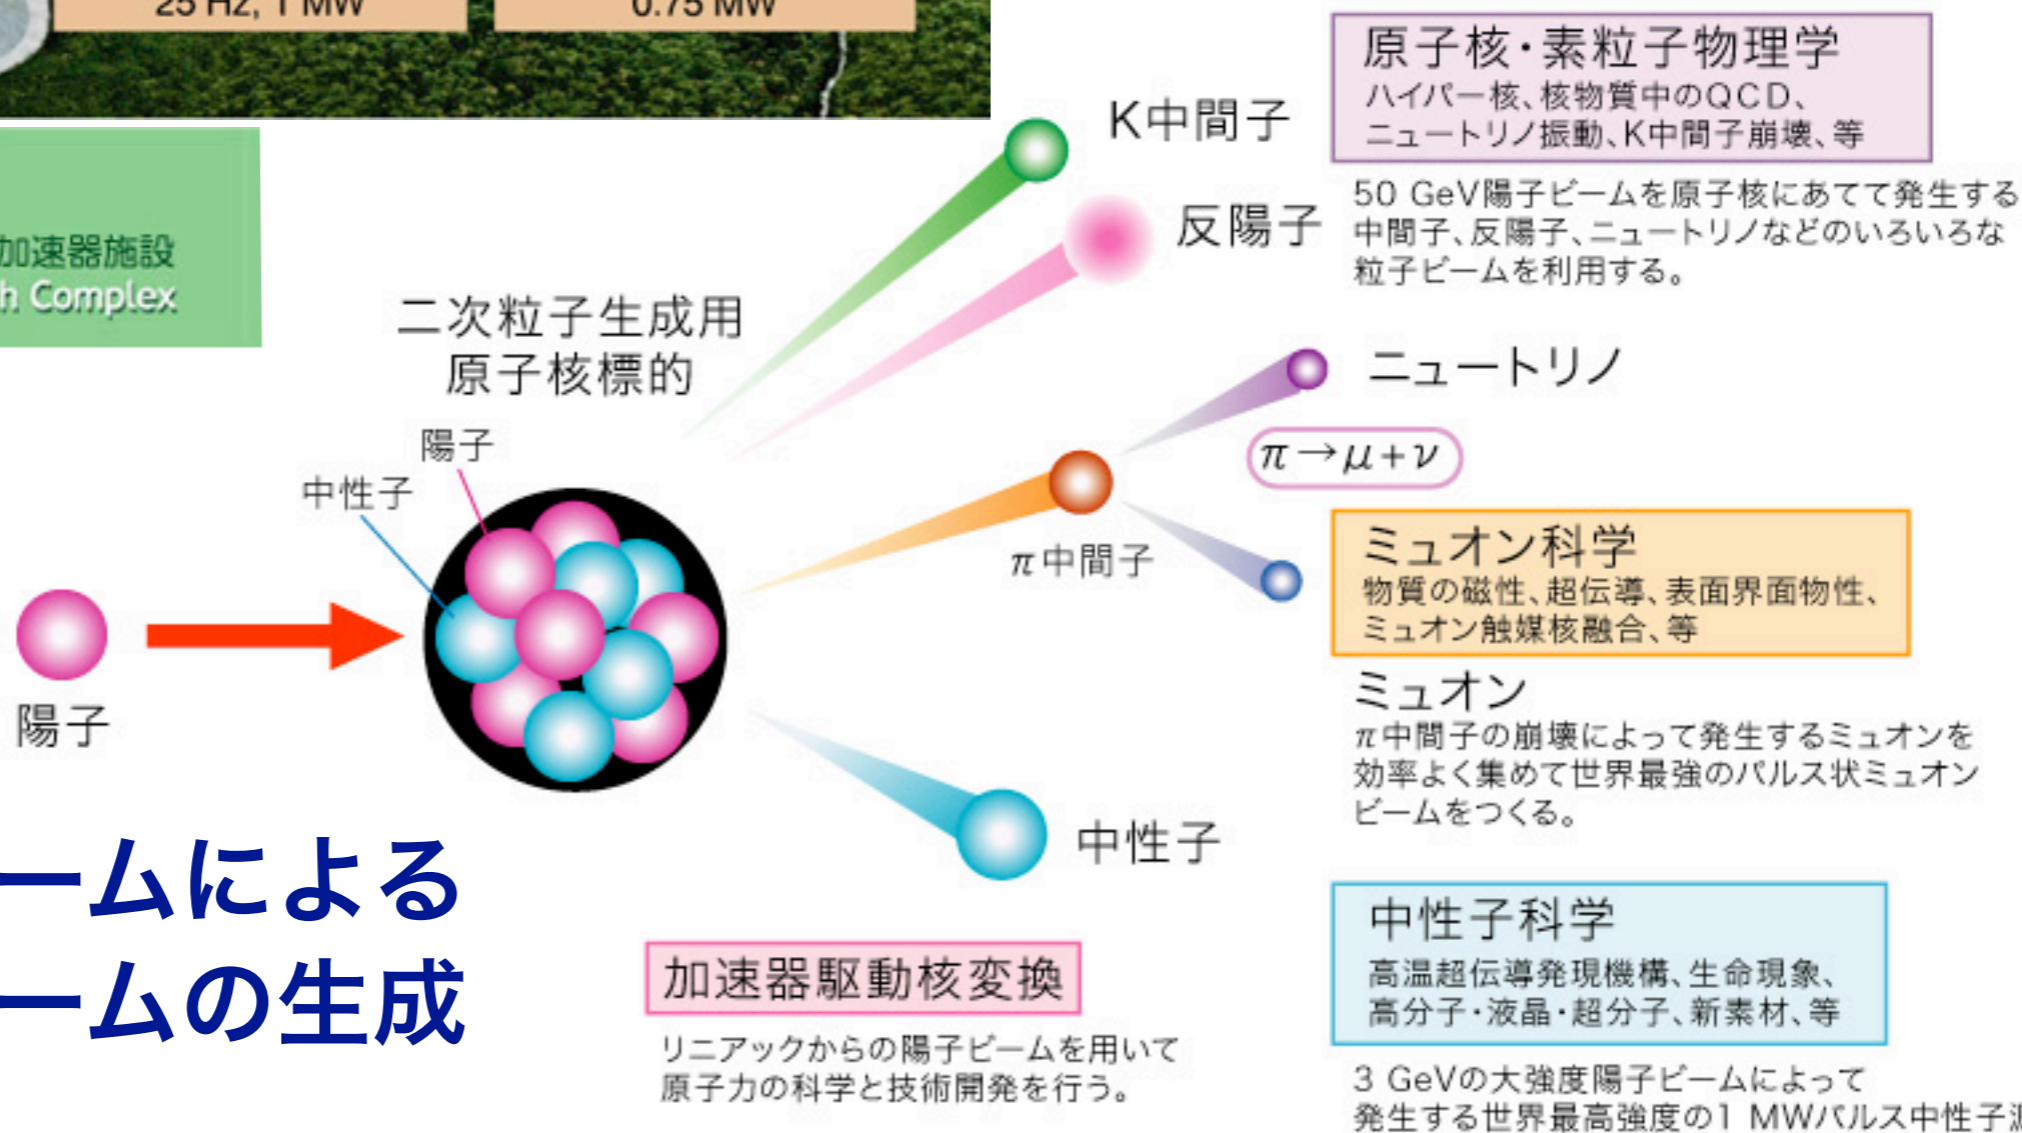 25 Hz, 1 MW
0.75 MW
加速器施設
h Complex
二次粒子生成用
原子核標的
陽子
中性子
陽子
K中間子
反陽子
ニュートリノ
π→μ+ν
π中間子
中性子
原子核・素粒子物理学
ハイパー核、核物質中のQCD、
ニュートリノ振動、K中間子崩壊、等
50 GeV陽子ビームを原子核にあてて発生する
中間子、反陽子、ニュートリノなどのいろいろな
粒子ビームを利用する。
ミュオン科学
物質の磁性、超伝導、表面界面物性、
ミュオン触媒核融合、等
ミュオン
π中間子の崩壊によって発生するミュオンを
効率よく集めて世界最強のパルス状ミュオン
ビームをつくる。
中性子科学
高温超伝導発現機構、生命現象、
高分子・液晶・超分子、新素材、等
3 GeVの大強度陽子ビームによって
発生する世界最高強度の1 MWパルス中性子源
ームによる
ームの生成
加速器駆動核変換
リニアックからの陽子ビームを用いて
原子力の科学と技術開発を行う。